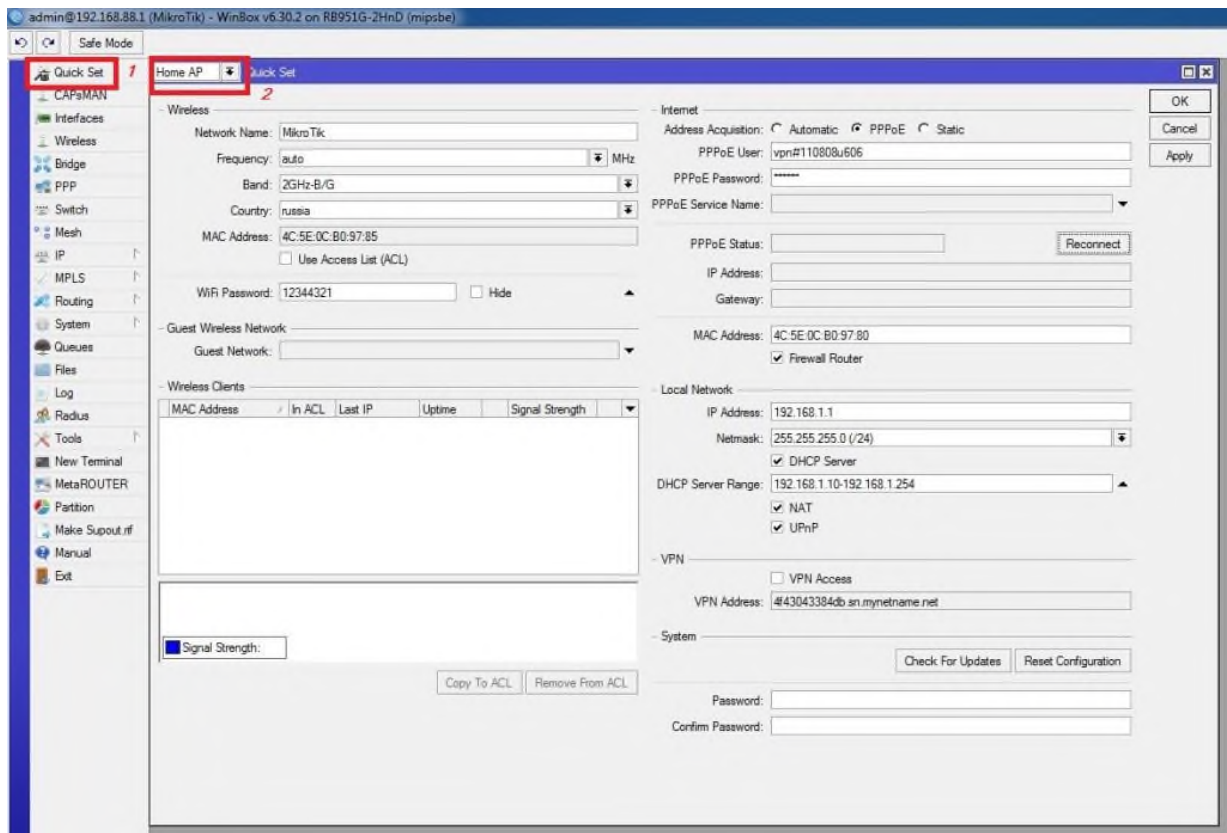 admin@192.168.88.1 (MikroTik) - WinBox v6.30.2 on RB951G-2HnD (mipsbe)
Safe Mode
Quick Set
1
CAPsMAN
Interfaces
Wireless
Bridge
PPP
Switch
Mesh
IP
MPLS
Routing
System
Queues
Files
Log
Radius
Tools
New Terminal
MetaROUTER
Partition
Make Supout.rif
Manual
Exit
Home AP
Quick Set
2
Wireless
Network Name: MikroTik
Frequency: auto MHz
Band: 2GHz-B/G
Country: russia
MAC Address: 4C:5E:0C:B0:97:85
Use Access List (ACL)
WiFi Password: 12344321 Hide
Guest Wireless Network
Guest Network:
Wireless Clients
MAC Address In ACL Last IP Uptime Signal Strength
Signal Strength:
Copy To ACL Remove From ACL
Internet
Address Acquisition: Automatic PPPoE Static
PPPoE User: vpn#110808u606
PPPoE Password: ******
PPPoE Service Name:
PPPoE Status: Reconnect
IP Address:
Gateway:
MAC Address: 4C:5E:0C:B0:97:80
Firewall Router
Local Network
IP Address: 192.168.1.1
Netmask: 255.255.255.0 (/24)
DHCP Server
DHCP Server Range: 192.168.1.10-192.168.1.254
NAT
UPnP
VPN
VPN Access
VPN Address: 4f43043384db.sn.mynetname.net
System
Check For Updates Reset Configuration
Password:
Confirm Password:
OK
Cancel
Apply